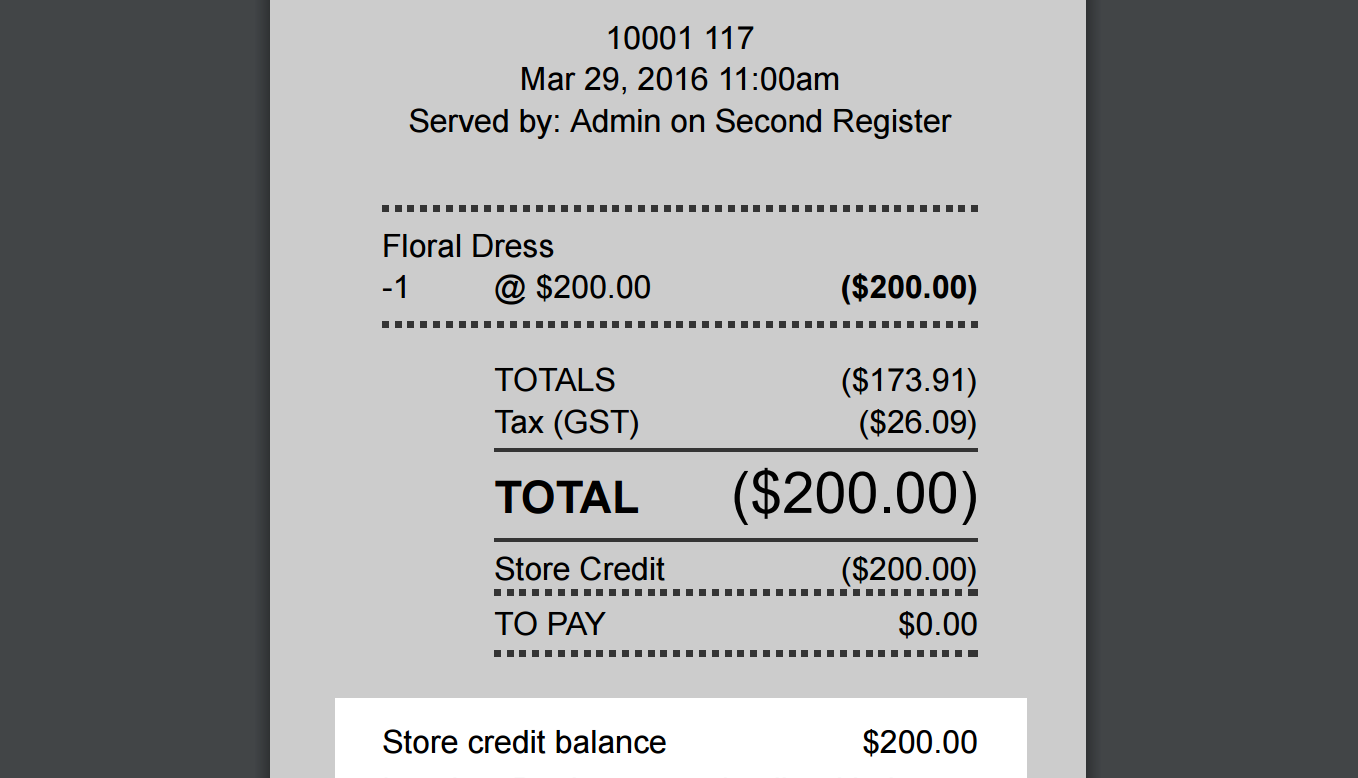 10001 117
Mar 29, 2016 11:00am
Served by: Admin on Second Register
Floral Dress
-1 @ $200.00 ($200.00)
TOTALS ($173.91)
Tax (GST) ($26.09)
TOTAL ($200.00)
Store Credit ($200.00)
TO PAY $0.00
Store credit balance $200.00